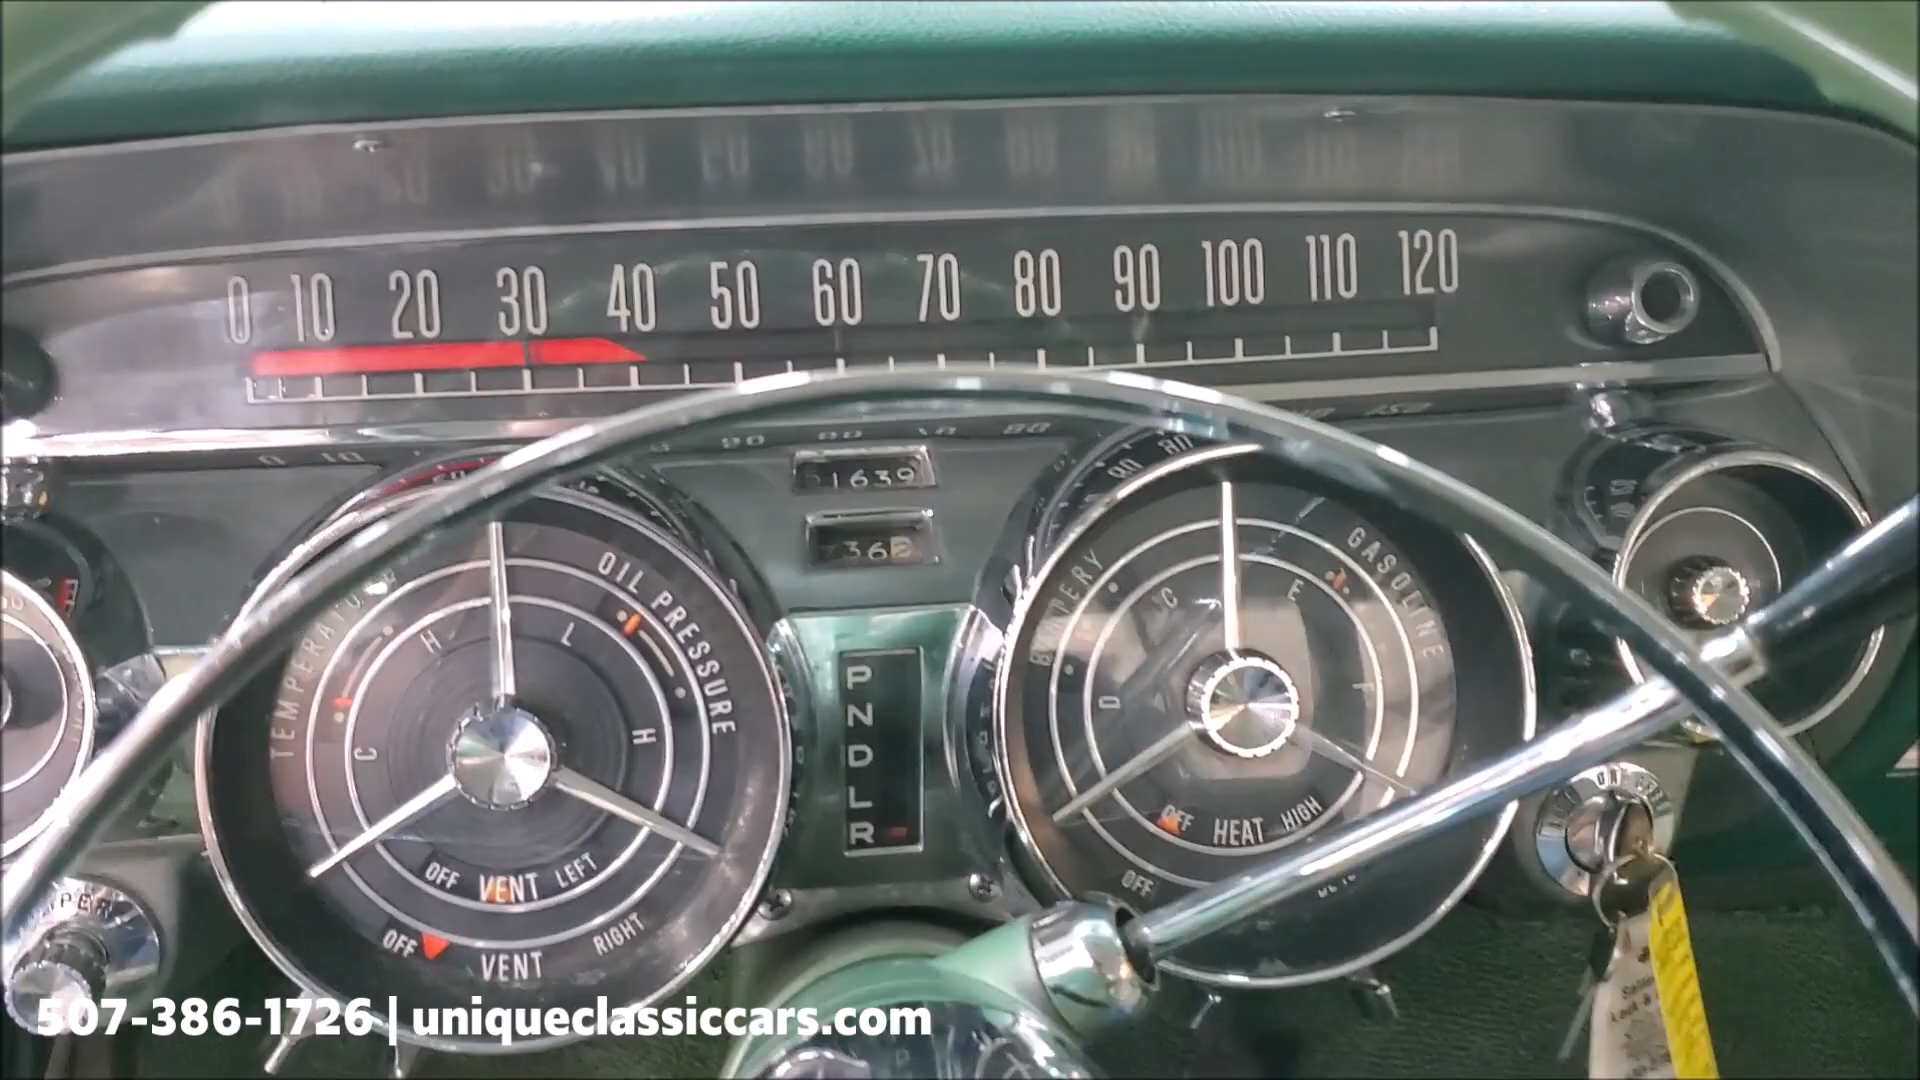 0 10 20 30 40 50 60 70 80 90 100 110 120
1639
362
TEMPERATURE
H
C
OIL PRESSURE
L
H
OFF VENT LEFT
OFF VENT RIGHT
P
N
D
L
R
BATTERY
C
D
GASOLINE
E
F
OFF HEAT HIGH
OFF
WIPER
507-386-1726 | uniqueclassiccars.com